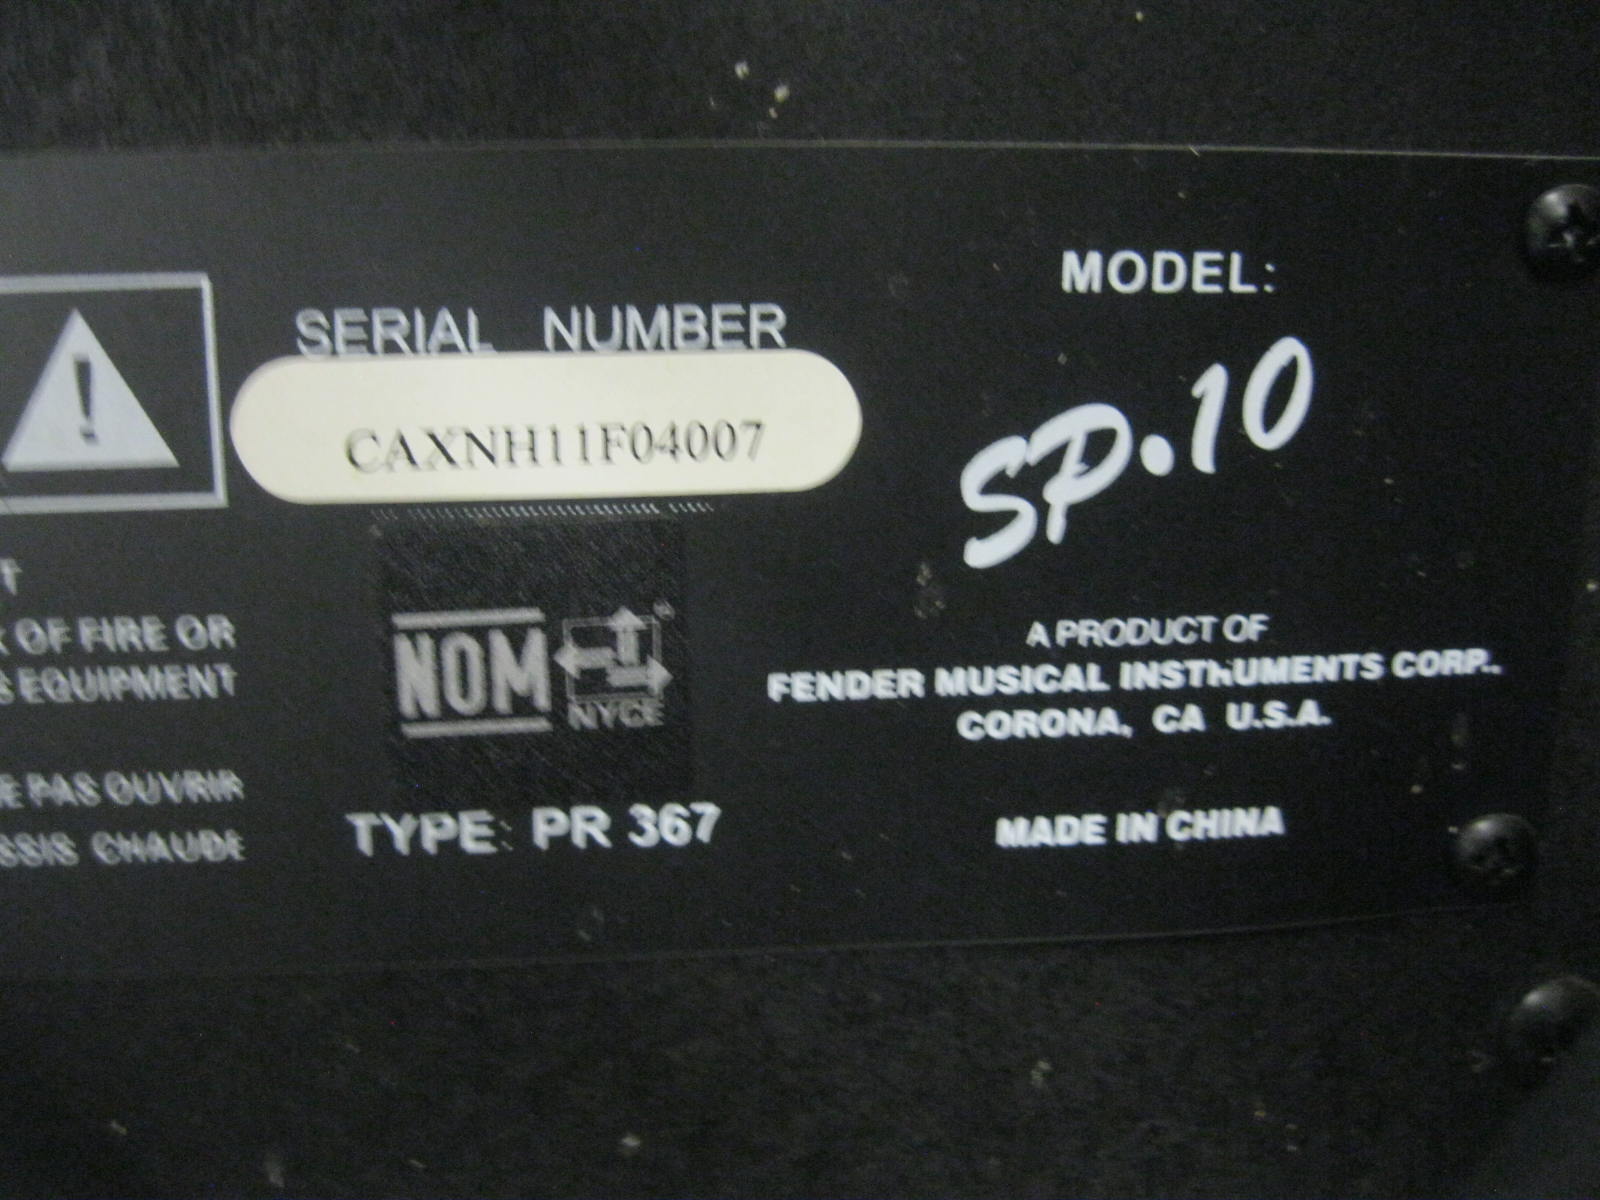 SERIAL NUMBER
CAXNH11F04007
T
OF FIRE OR
EQUIPMENT
PAS OUVRIR
SSIS CHAUDE
NOM
NYCE
®
TYPE: PR 367
MODEL:
SP.10
A PRODUCT OF
FENDER MUSICAL INSTRUMENTS CORP.,
CORONA, CA U.S.A.
MADE IN CHINA